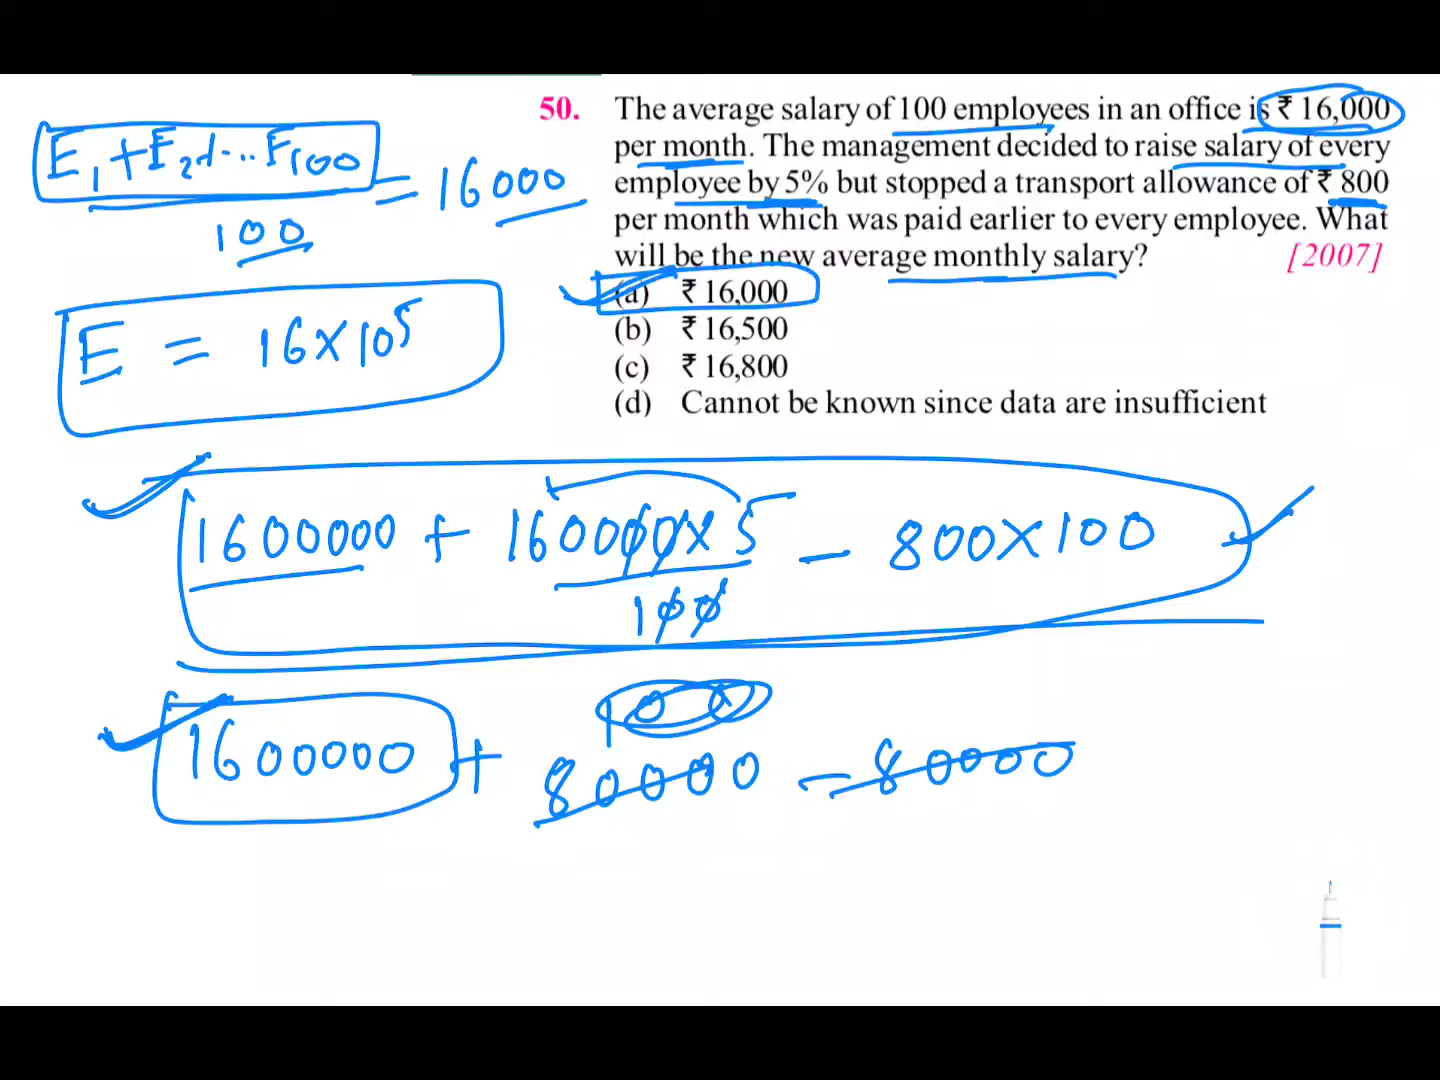 50. The average salary of 100 employees in an office is ₹ 16,000
per month. The management decided to raise salary of every
employee by 5% but stopped a transport allowance of ₹ 800
per month which was paid earlier to every employee. What
will be the new average monthly salary? [2007]
(a) ₹ 16,000
(b) ₹ 16,500
(c) ₹ 16,800
(d) Cannot be known since data are insufficient
E₁ + E₂ + ... E₁₀₀ = 16000
100
E = 16 × 10⁵
1600000 + 1600000 × 5 – 800 × 100
100
1600000 + 80000 – 80000